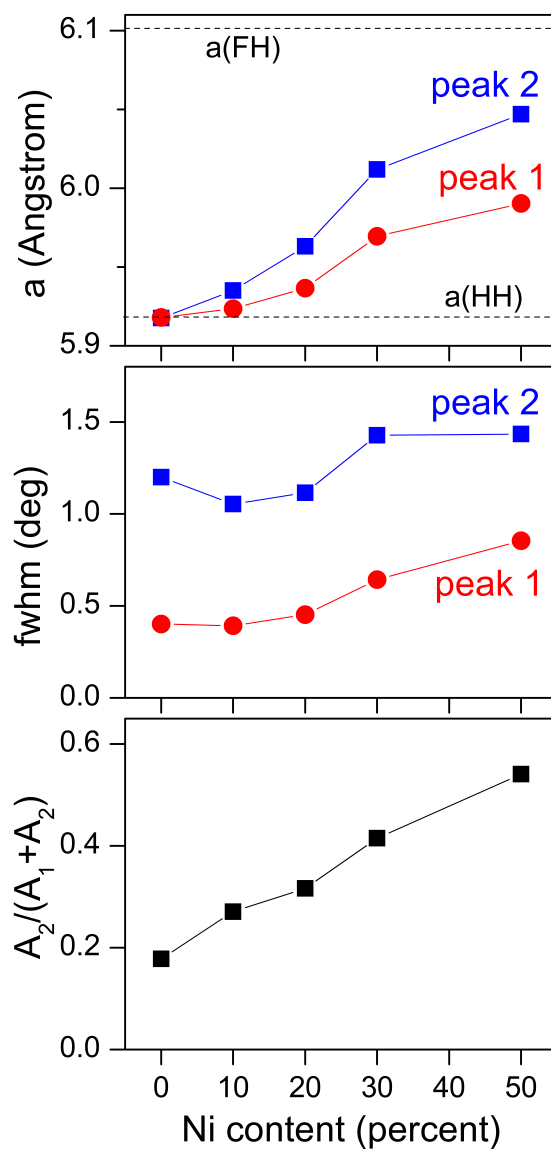 6.1
a(FH)
peak 2
6.0
peak 1
a(HH)
5.9
a (Angstrom)
1.5
peak 2
1.0
peak 1
0.5
0.0
fwhm (deg)
0.6
0.4
0.2
0.0
A₂/(A₁+A₂)
0 10 20 30 40 50
Ni content (percent)